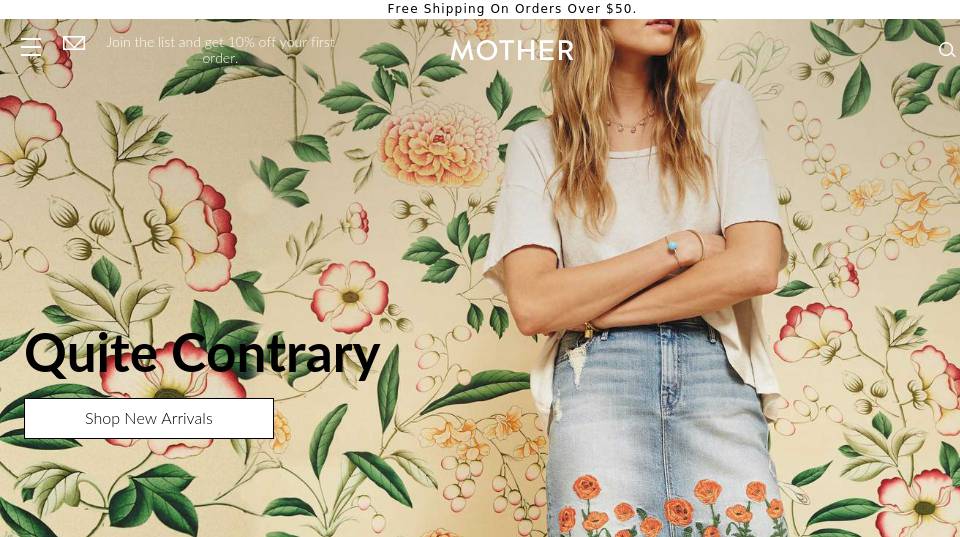 Free Shipping On Orders Over $50.
Join the list and get 10% off your first
order.
MOTHER
Quite Contrary
Shop New Arrivals